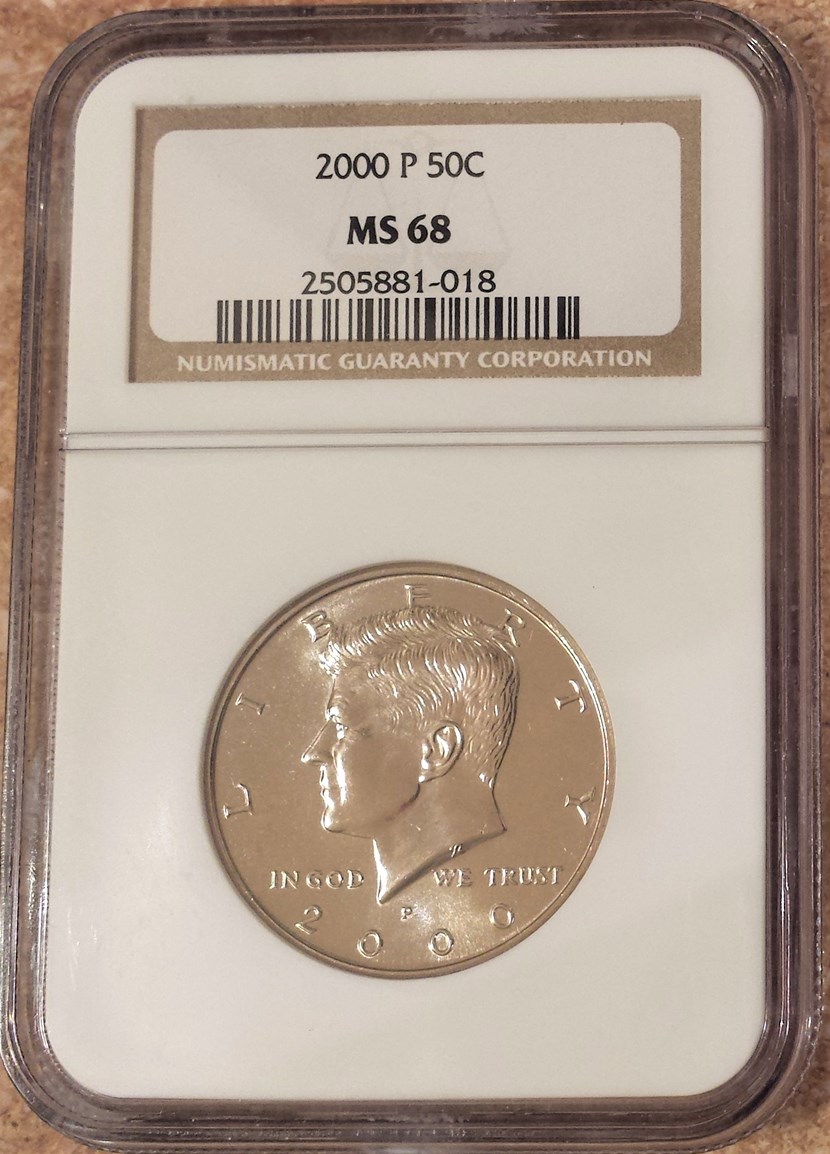 2000 P 50C
MS 68
2505881-018
NUMISMATIC GUARANTY CORPORATION
LIBERTY
IN GOD WE TRUST
P
2000